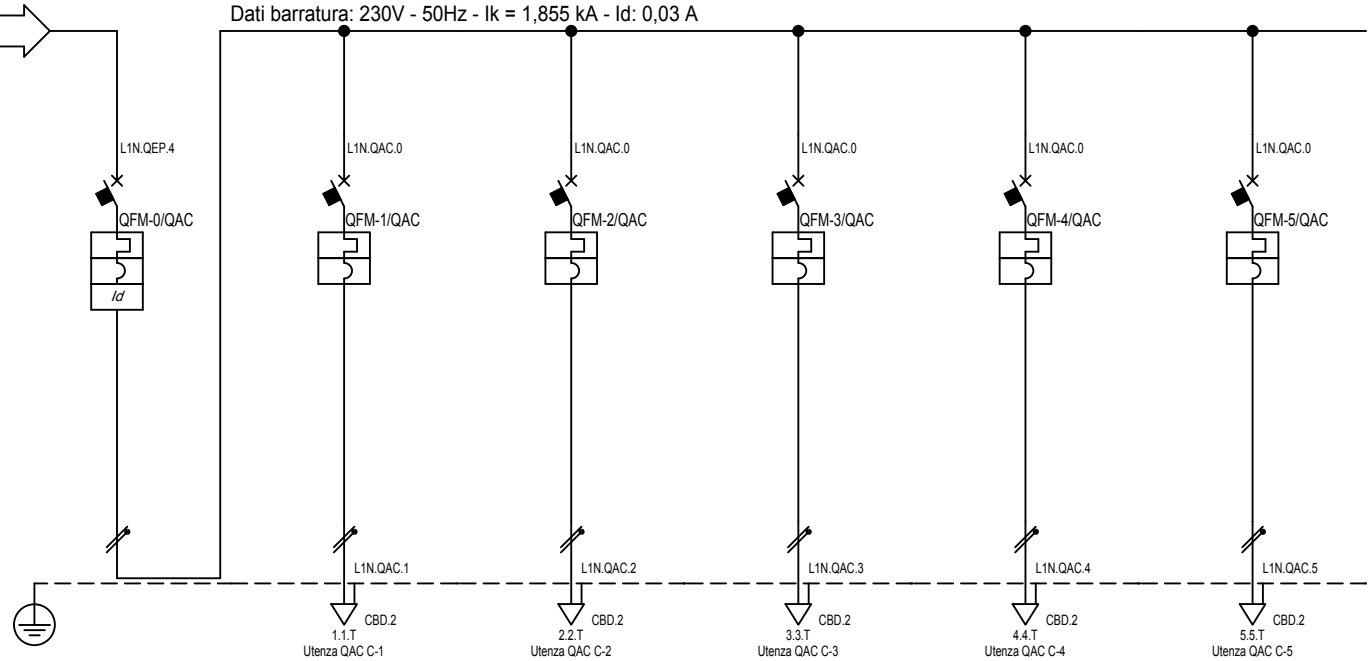 Dati barratura: 230V - 50Hz - Ik = 1,855 kA - Id: 0,03 A
L1N.QEP.4
L1N.QAC.0
L1N.QAC.0
L1N.QAC.0
L1N.QAC.0
L1N.QAC.0
QFM-0/QAC
QFM-1/QAC
QFM-2/QAC
QFM-3/QAC
QFM-4/QAC
QFM-5/QAC
Id
L1N.QAC.1
L1N.QAC.2
L1N.QAC.3
L1N.QAC.4
L1N.QAC.5
CBD.2
CBD.2
CBD.2
CBD.2
CBD.2
1.1.T
2.2.T
3.3.T
4.4.T
5.5.T
Utenza QAC C-1
Utenza QAC C-2
Utenza QAC C-3
Utenza QAC C-4
Utenza QAC C-5